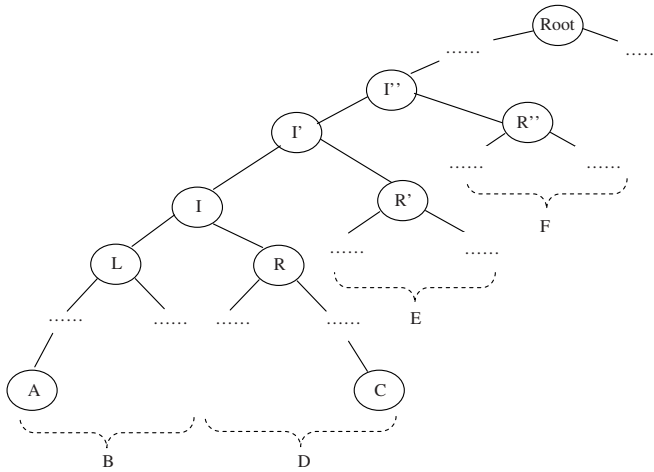 Root
...... .....
I''
R''
I'
...... ......
I R'
F
...... ......
L R
E
...... ...... ...... ......
A C
B D